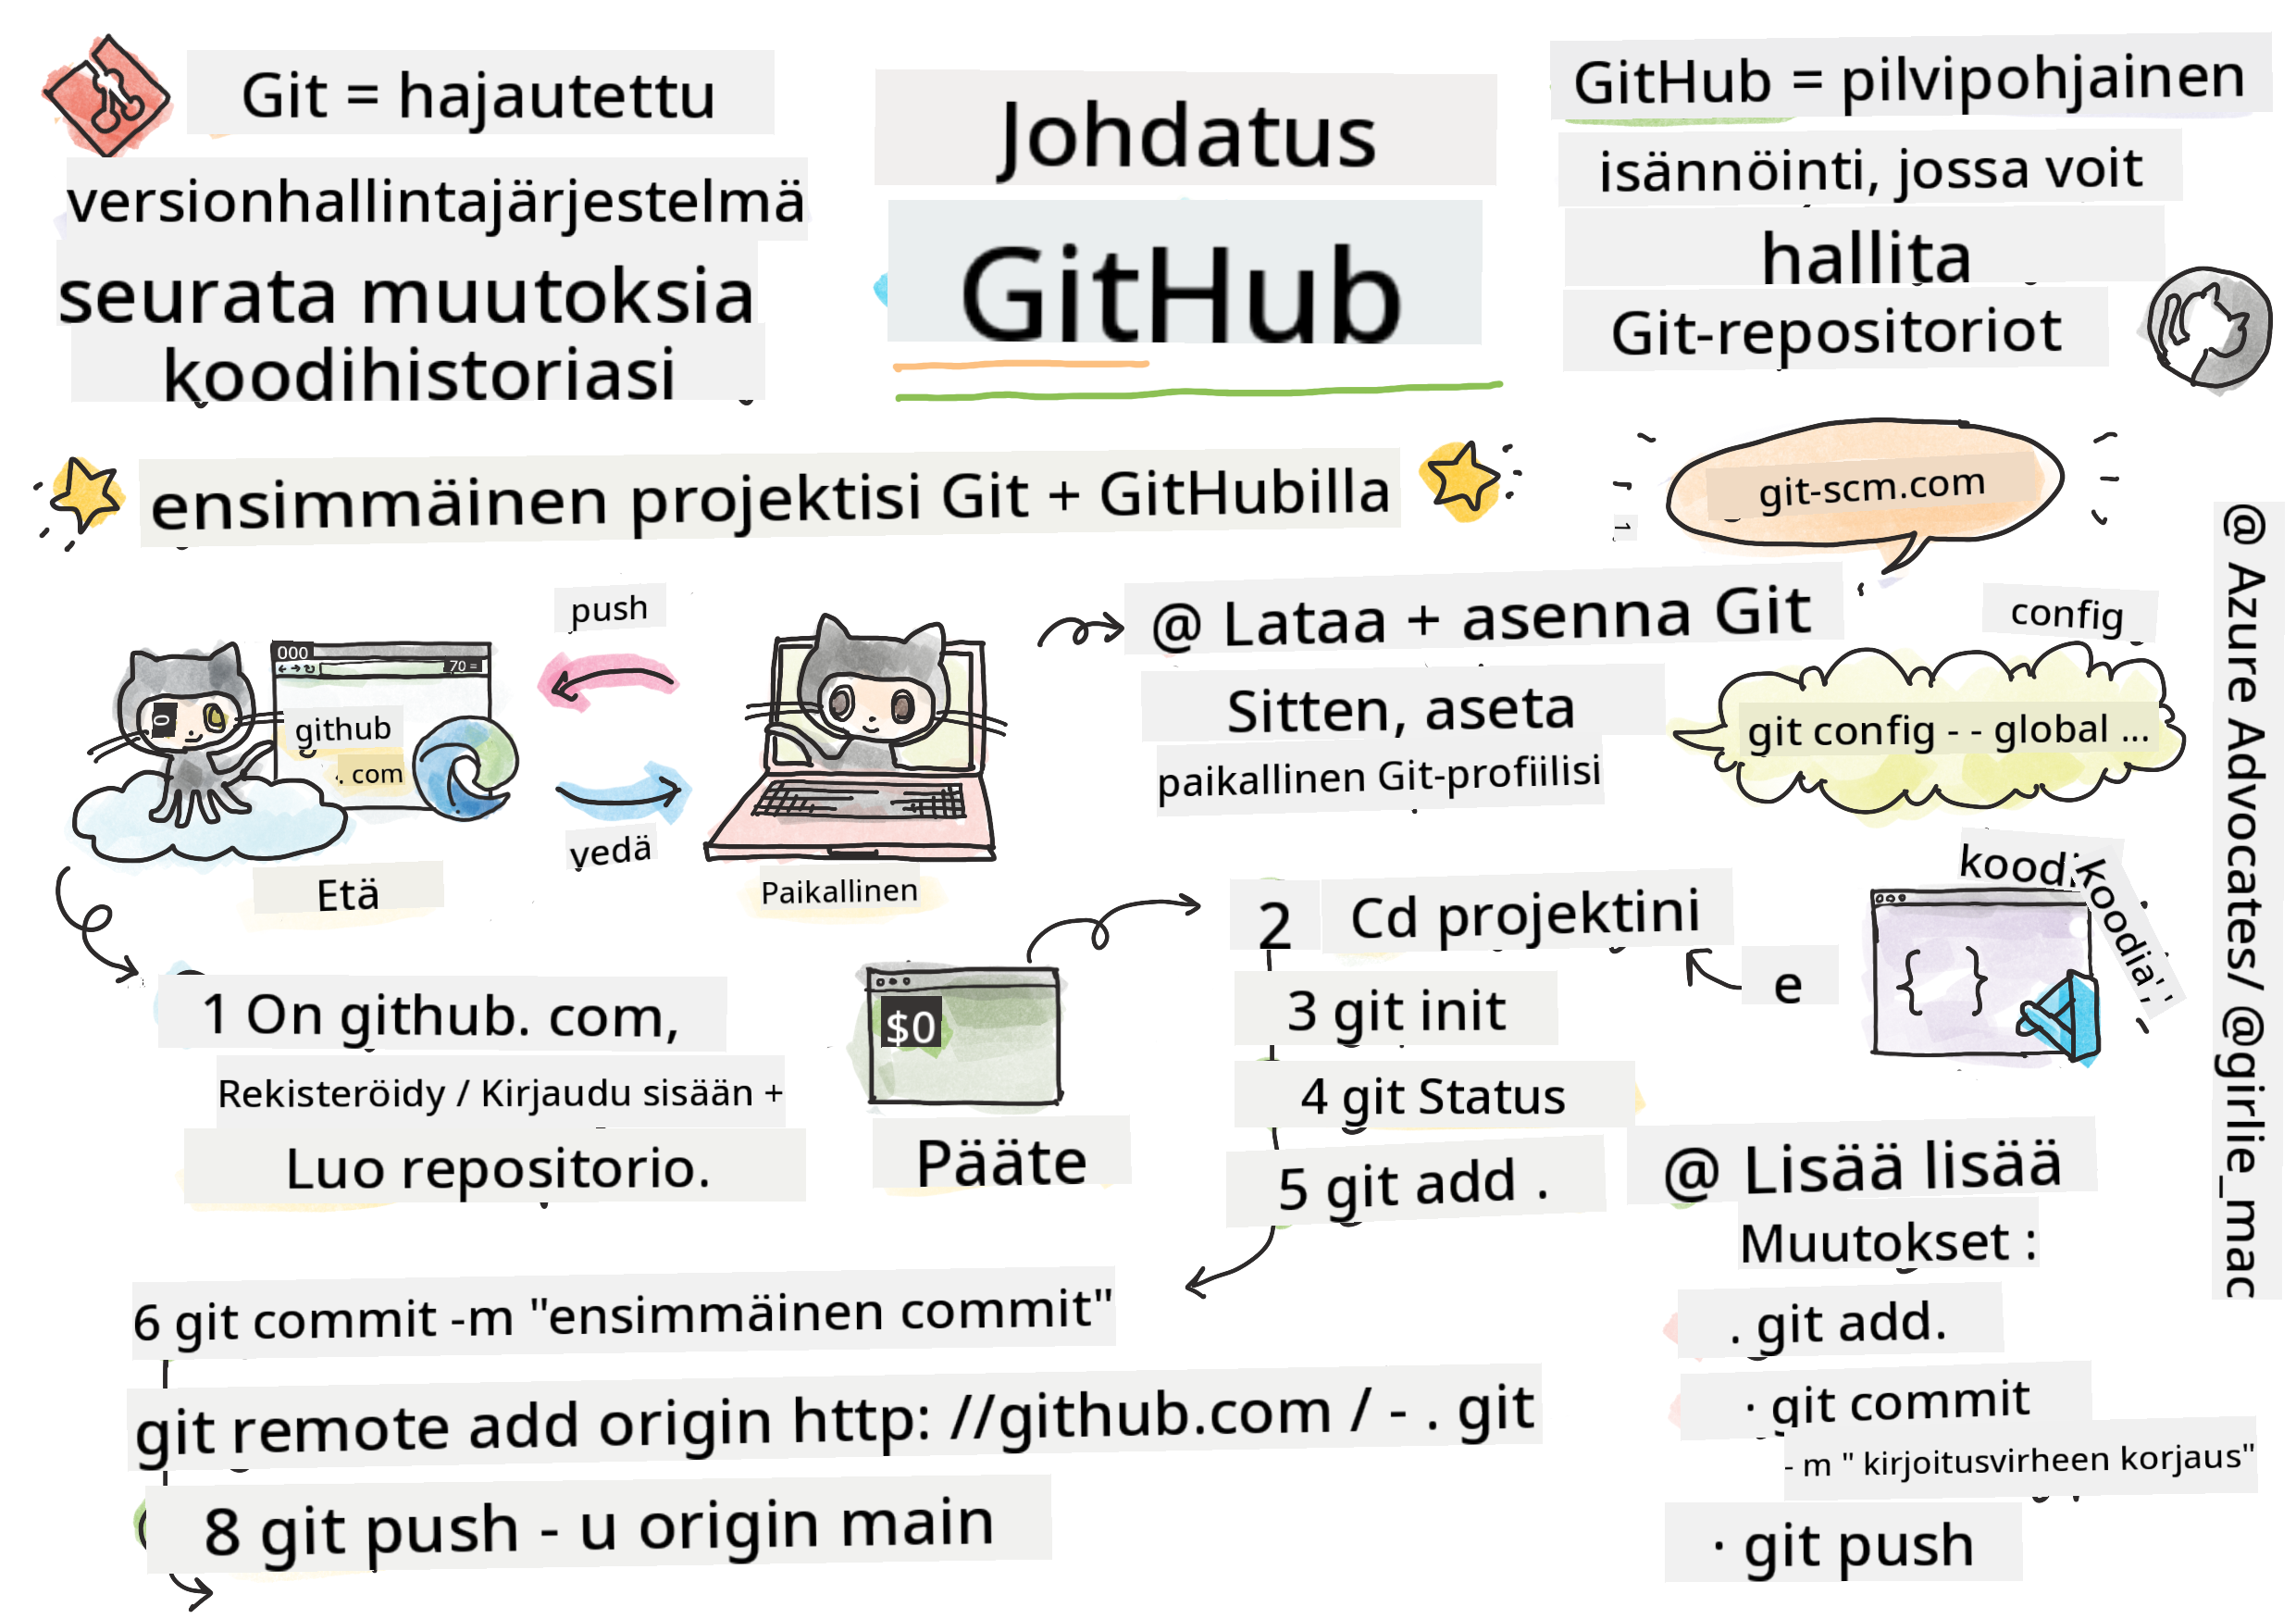 Git = hajautettu
versionhallintajärjestelmä
seurata muutoksia
koodihistoriasi
Johdatus
GitHub
GitHub = pilvipohjainen
isännöinti, jossa voit
hallita
Git-repositoriot
ensimmäinen projektisi Git + GitHubilla
git-scm.com
@ Azure Advocates/ @girlie_mac
push
000
70 =
github
. com
vedä
Etä
Paikallinen
@ Lataa + asenna Git
Sitten, aseta
paikallinen Git-profiilisi
config
git config - - global ...
1 On github. com,
Rekisteröidy / Kirjaudu sisään +
Luo repositorio.
$0
Pääte
2 Cd projektini
3 git init
4 git Status
5 git add .
e
koodia,
@ Lisää lisää
Muutokset :
. git add.
· git commit
- m " kirjoitusvirheen korjaus"
· git push
6 git commit -m "ensimmäinen commit"
git remote add origin http: //github.com / - . git
8 git push - u origin main